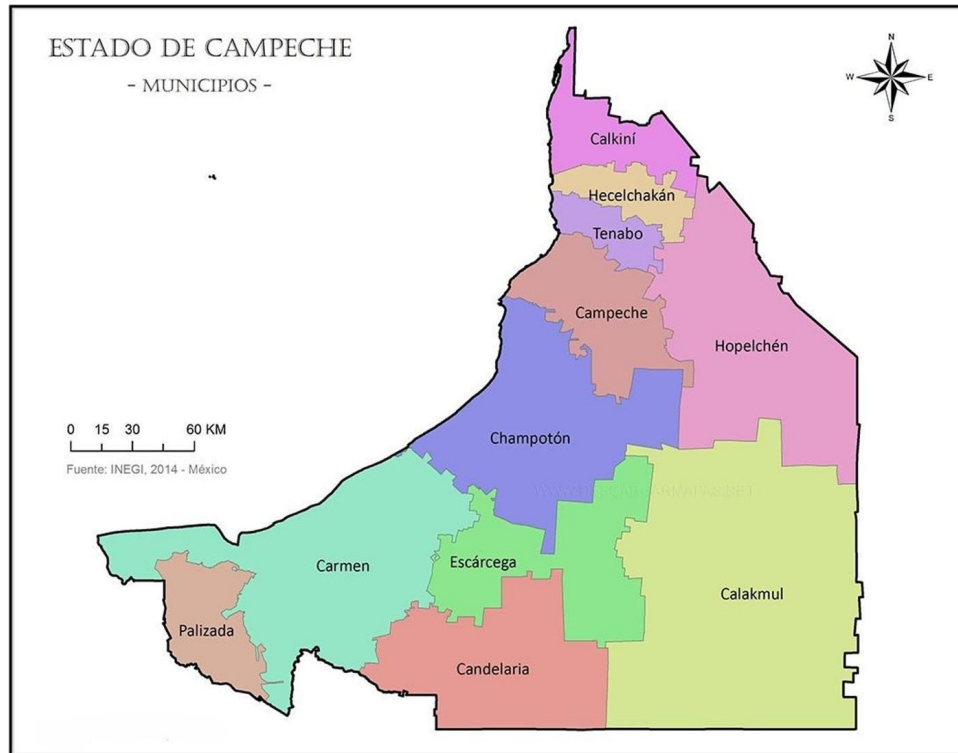 ESTADO DE CAMPECHE
- MUNICIPIOS -
N
W
E
S
Calkiní
Hecelchakán
Tenabo
Campeche
Hopelchén
0 15 30 60 KM
Fuente: INEGI, 2014 - México
Champotón
Escárcega
Carmen
Calakmul
Palizada
Candelaria